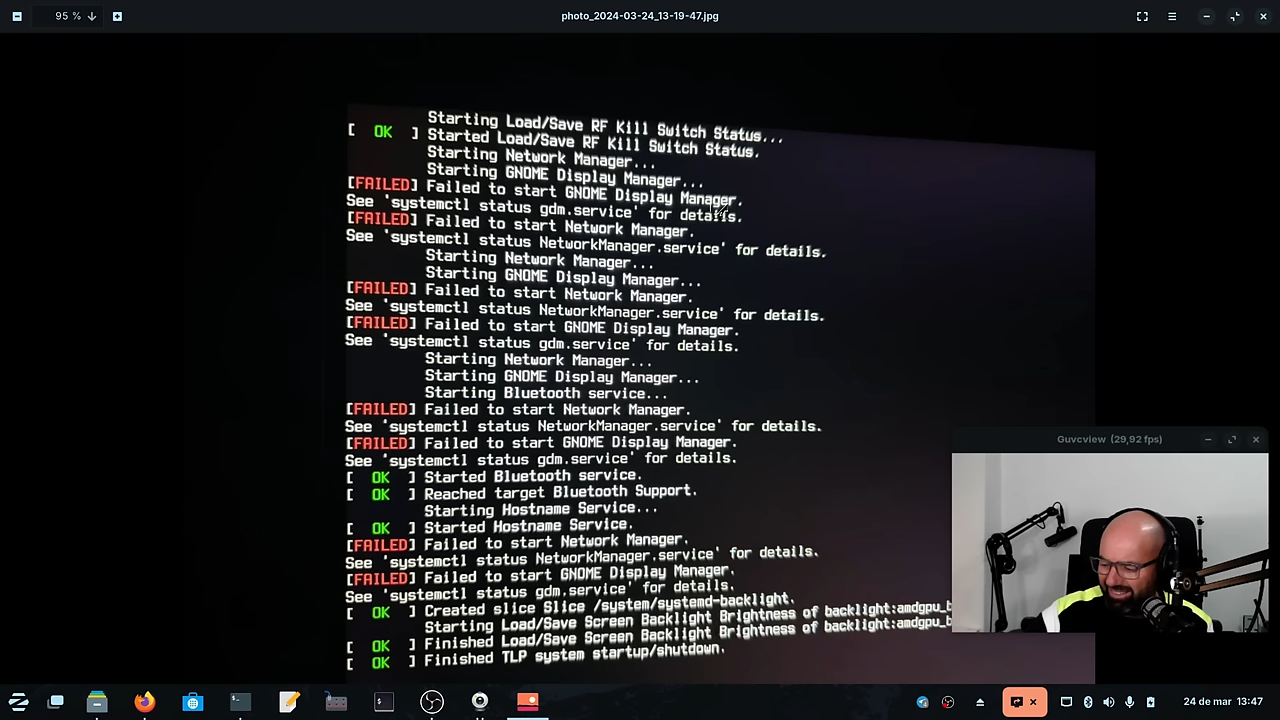 95 %
photo_2024-03-24_13-19-47.jpg
Starting Load/Save RF Kill Switch Status...
[ OK ] Started Load/Save RF Kill Switch Status.
Starting Network Manager...
Starting GNOME Display Manager...
[FAILED] Failed to start GNOME Display Manager.
See 'systemctl status gdm.service' for details.
[FAILED] Failed to start Network Manager.
See 'systemctl status NetworkManager.service' for details.
Starting Network Manager...
Starting GNOME Display Manager...
[FAILED] Failed to start Network Manager.
See 'systemctl status NetworkManager.service' for details.
[FAILED] Failed to start GNOME Display Manager.
See 'systemctl status gdm.service' for details.
Starting Network Manager...
Starting GNOME Display Manager...
Starting Bluetooth service...
[FAILED] Failed to start Network Manager.
See 'systemctl status NetworkManager.service' for details.
[FAILED] Failed to start GNOME Display Manager.
See 'systemctl status gdm.service' for details.
[ OK ] Started Bluetooth service.
[ OK ] Reached target Bluetooth Support.
Starting Hostname Service...
[ OK ] Started Hostname Service.
[FAILED] Failed to start Network Manager.
See 'systemctl status NetworkManager.service' for details.
[FAILED] Failed to start GNOME Display Manager.
See 'systemctl status gdm.service' for details.
[ OK ] Created slice Slice /system/systemd-backlight.
Starting Load/Save Screen Backlight Brightness of backlight:amdgpu_b
[ OK ] Finished Load/Save Screen Backlight Brightness of backlight:amdgpu_b
[ OK ] Finished TLP system startup/shutdown.
Guvcview (29,92 fps)
24 de mar 13:47